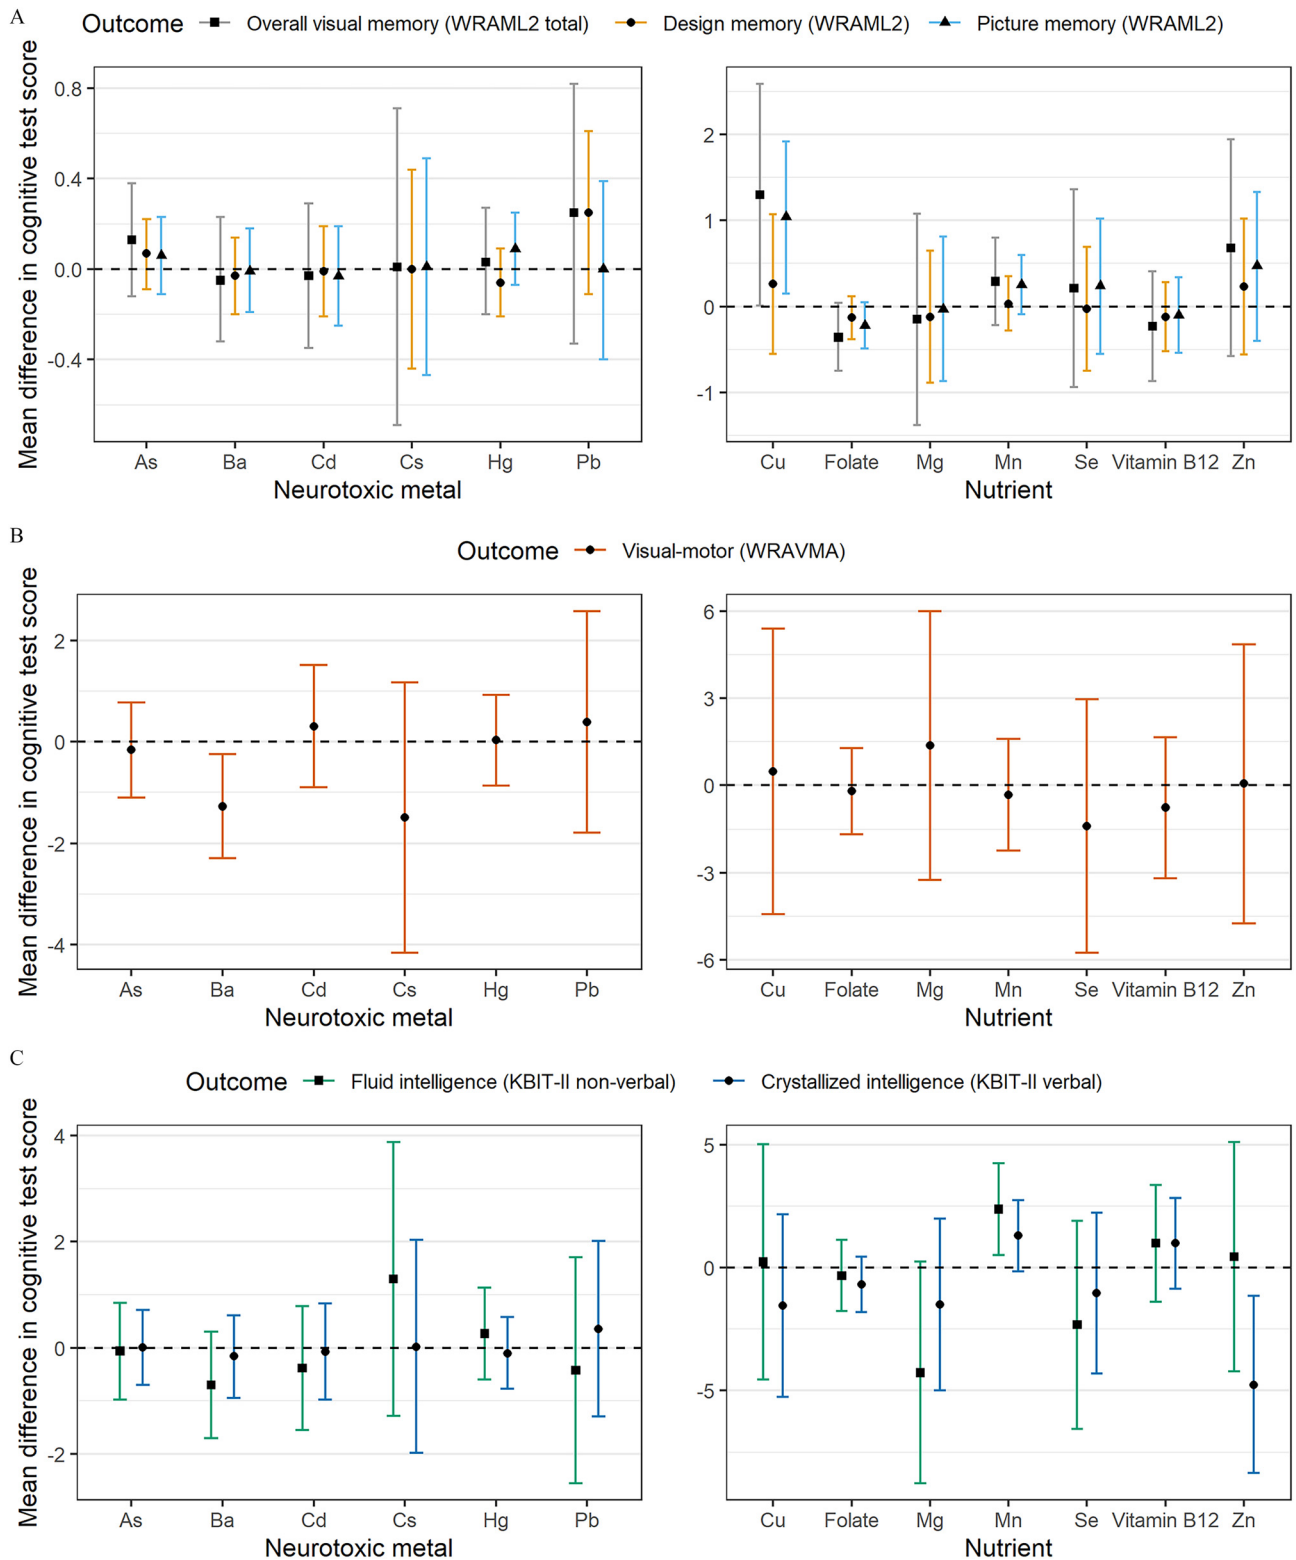 A
Outcome Overall visual memory (WRAML2 total) Design memory (WRAML2) Picture memory (WRAML2)
Mean difference in cognitive test score
0.8
0.4
0.0
-0.4
As Ba Cd Cs Hg Pb
Neurotoxic metal
2
1
0
-1
Cu Folate Mg Mn Se Vitamin B12 Zn
Nutrient
B
Outcome Visual-motor (WRAVMA)
Mean difference in cognitive test score
2
0
-2
-4
As Ba Cd Cs Hg Pb
Neurotoxic metal
6
3
0
-3
-6
Cu Folate Mg Mn Se Vitamin B12 Zn
Nutrient
C
Outcome Fluid intelligence (KBIT-II non-verbal) Crystallized intelligence (KBIT-II verbal)
Mean difference in cognitive test score
4
2
0
-2
As Ba Cd Cs Hg Pb
Neurotoxic metal
5
0
-5
Cu Folate Mg Mn Se Vitamin B12 Zn
Nutrient